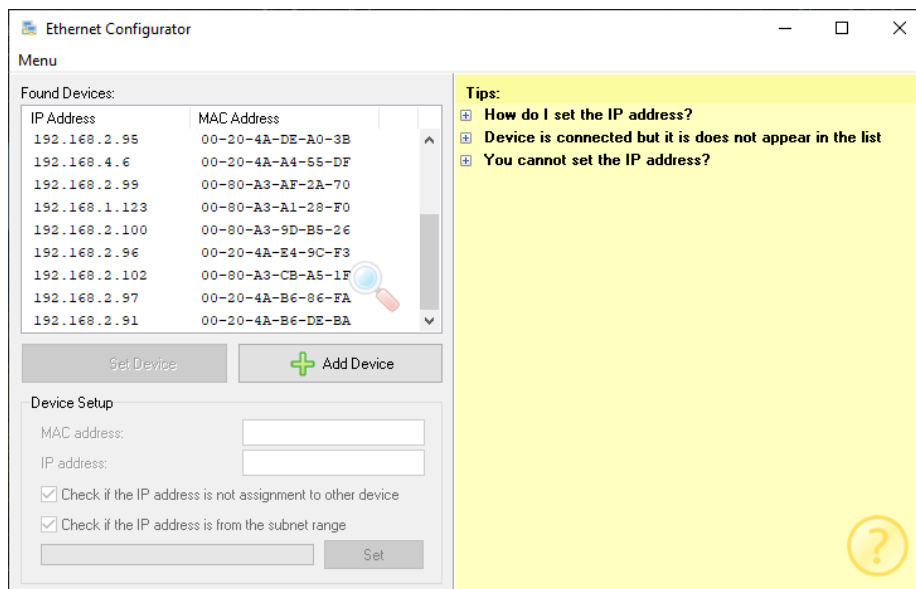 Ethernet Configurator
Menu
Found Devices:
IP Address MAC Address
192.168.2.95 00-20-4A-DE-A0-3B
192.168.4.6 00-20-4A-A4-55-DF
192.168.2.99 00-80-A3-AF-2A-70
192.168.1.123 00-80-A3-A1-28-F0
192.168.2.100 00-80-A3-9D-B5-26
192.168.2.96 00-20-4A-E4-9C-F3
192.168.2.102 00-80-A3-CB-A5-1F
192.168.2.97 00-20-4A-B6-86-FA
192.168.2.91 00-20-4A-B6-DE-BA
Set Device Add Device
Device Setup
MAC address:
IP address:
Check if the IP address is not assignment to other device
Check if the IP address is from the subnet range
Set
Tips:
How do I set the IP address?
Device is connected but it is does not appear in the list
You cannot set the IP address?
?